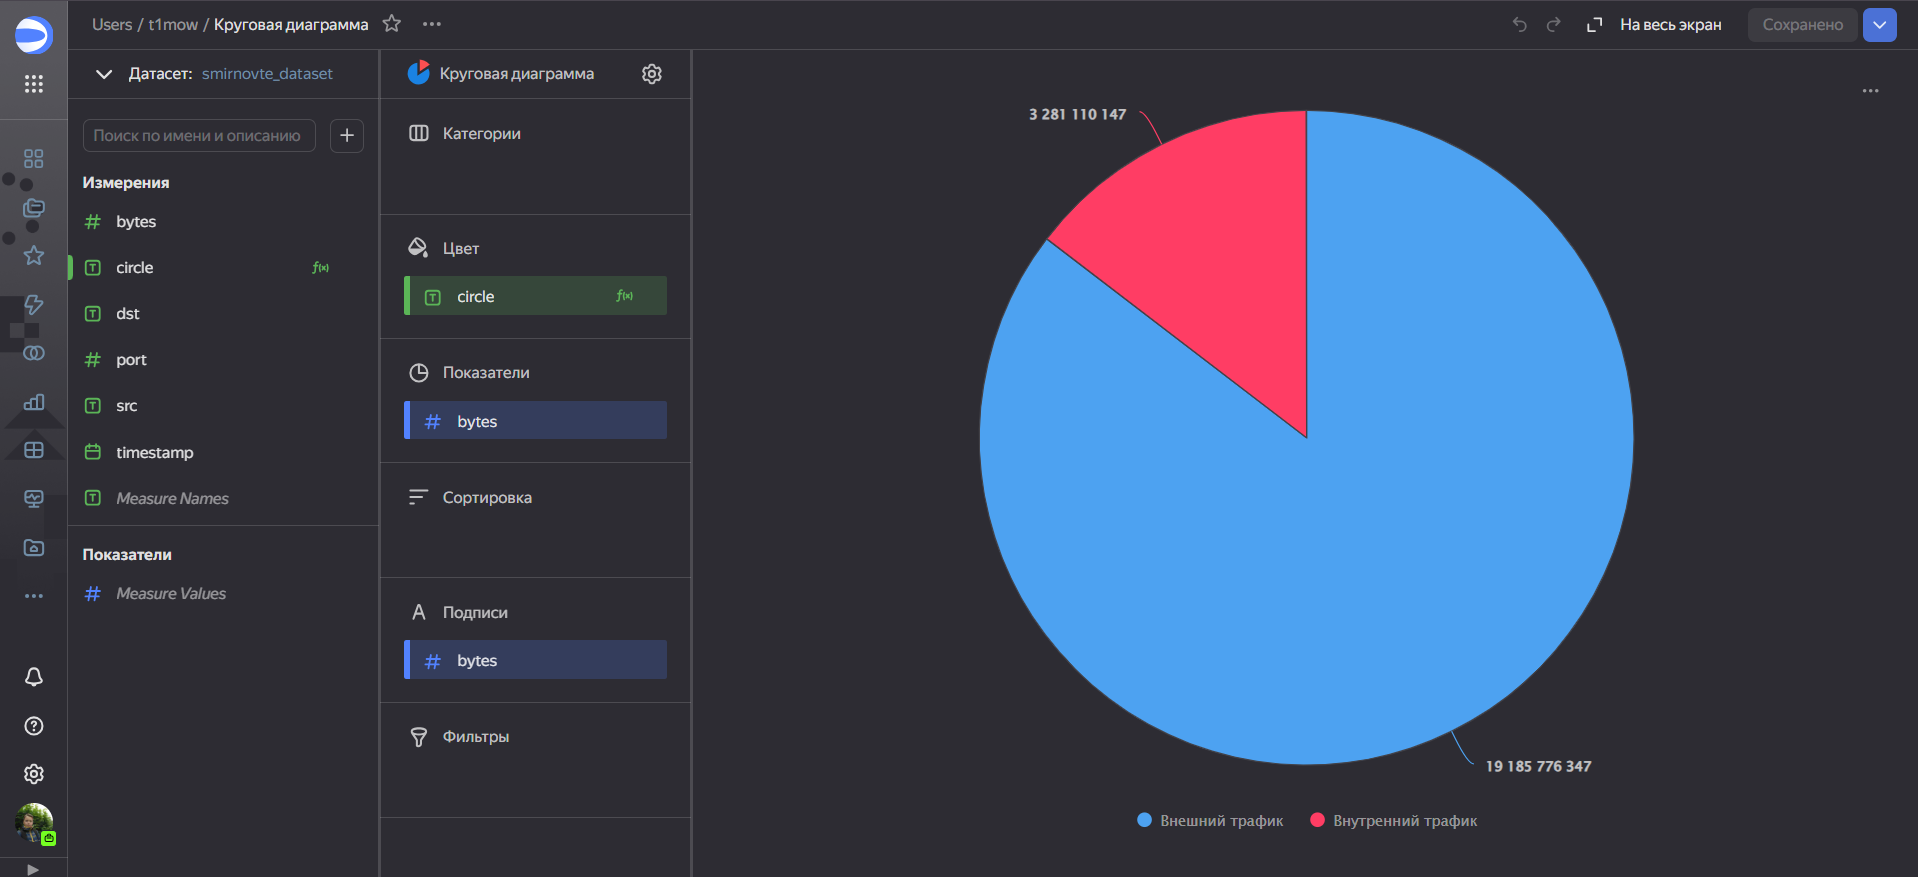 Users / t1mow / Круговая диаграмма
На весь экран
Сохранено
Датасет: smirnovte_dataset
Поиск по имени и описанию
Измерения
bytes
circle
dst
port
src
timestamp
Measure Names
Показатели
Measure Values
Круговая диаграмма
Категории
Цвет
circle
Показатели
bytes
Сортировка
Подписи
bytes
Фильтры
3 281 110 147
19 185 776 347
Внешний трафик
Внутренний трафик